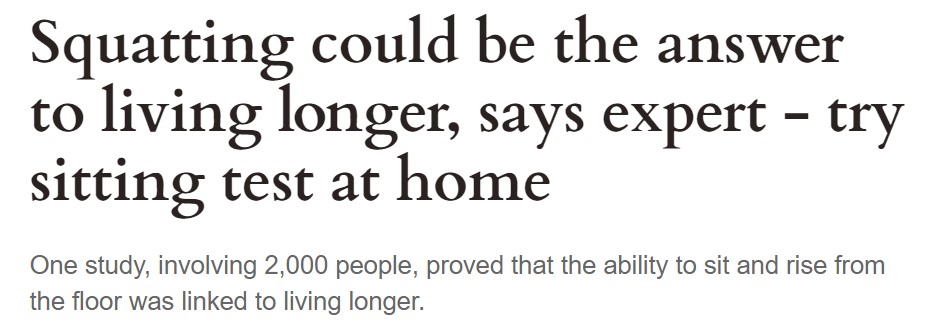 Squatting could be the answer
to living longer, says expert – try
sitting test at home
One study, involving 2,000 people, proved that the ability to sit and rise from
the floor was linked to living longer.